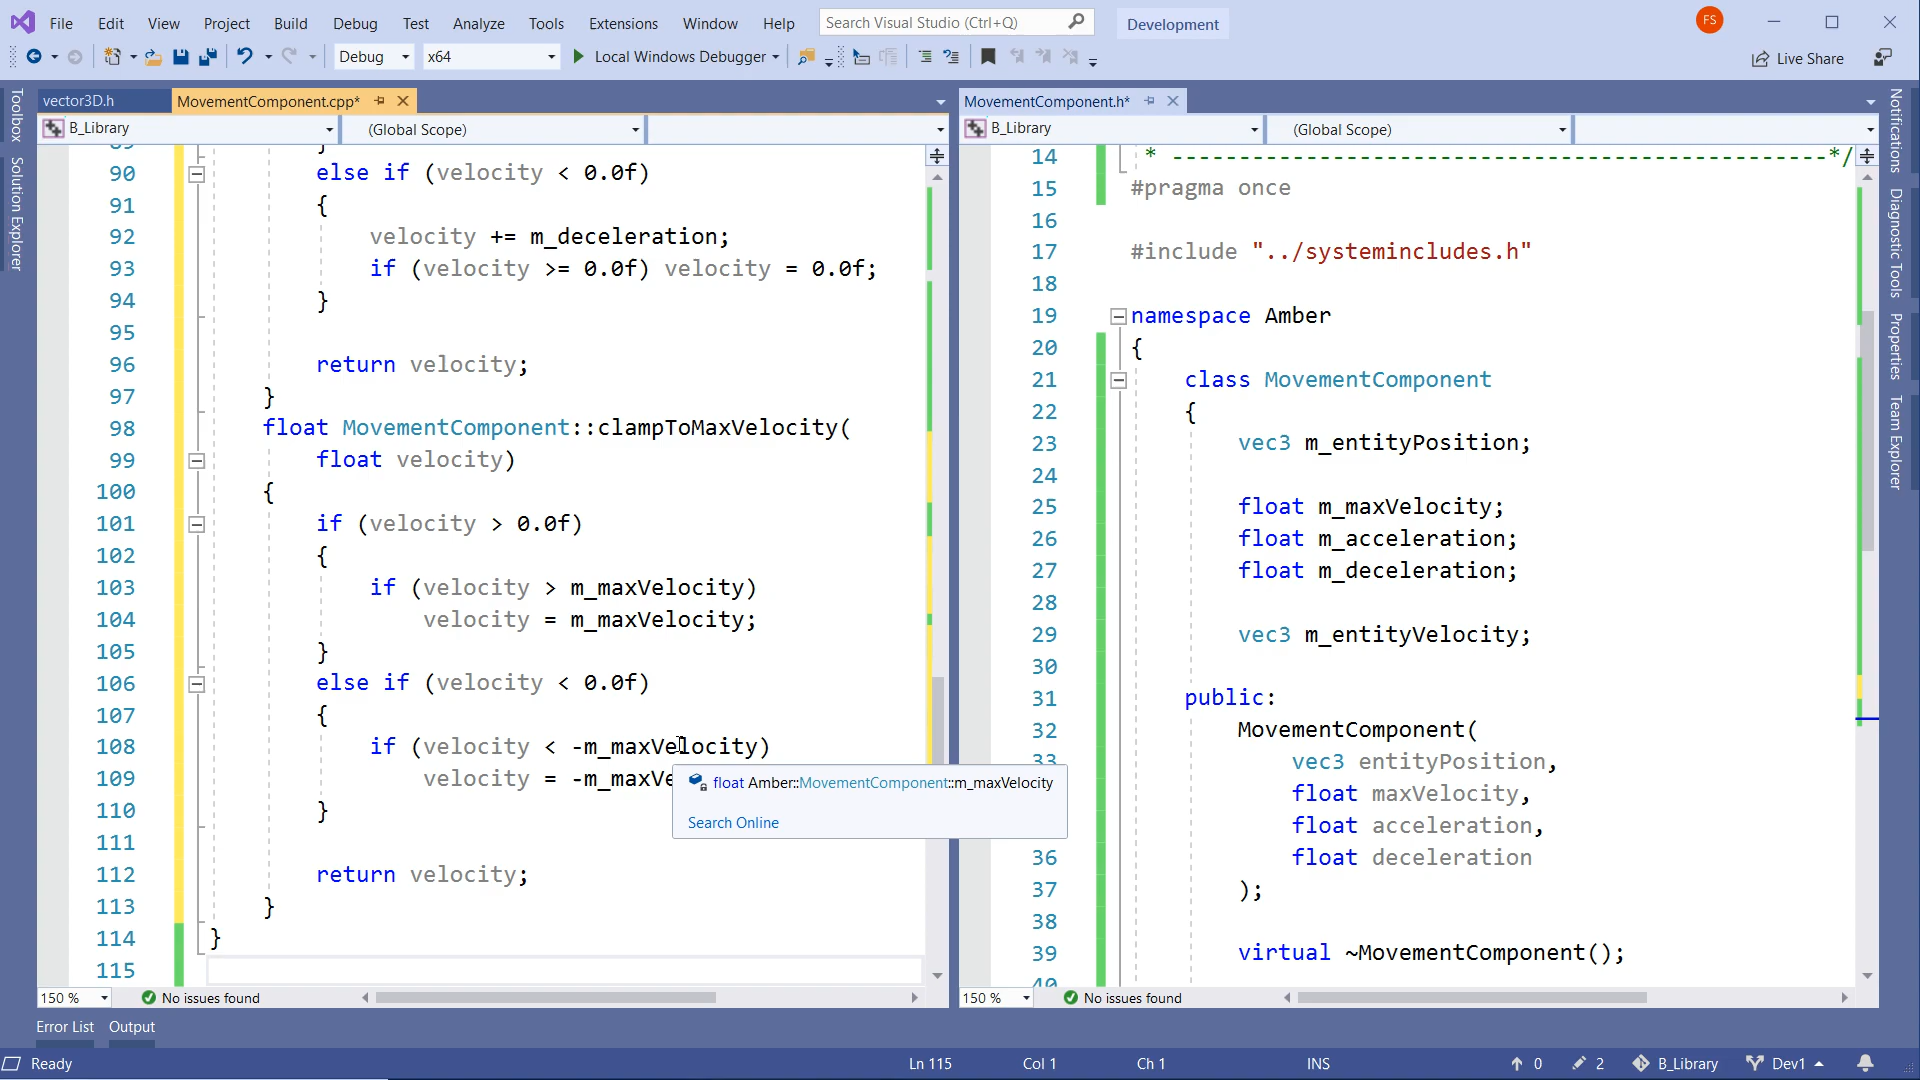 File Edit View Project Build Debug Test Analyze Tools Extensions Window Help Search Visual Studio (Ctrl+Q) Development FS
Debug x64 Local Windows Debugger Live Share
Toolbox
Solution Explorer
vector3D.h MovementComponent.cpp*
B_Library (Global Scope)
90 else if (velocity < 0.0f)
91 {
92 velocity += m_deceleration;
93 if (velocity >= 0.0f) velocity = 0.0f;
94 }
95
96 return velocity;
97 }
98 float MovementComponent::clampToMaxVelocity(
99 float velocity)
100 {
101 if (velocity > 0.0f)
102 {
103 if (velocity > m_maxVelocity)
104 velocity = m_maxVelocity;
105 }
106 else if (velocity < 0.0f)
107 {
108 if (velocity < -m_maxVelocity)
109 velocity = -m_maxVe
110 }
111
112 return velocity;
113 }
114 }
115
float Amber::MovementComponent::m_maxVelocity
Search Online
150 % No issues found
MovementComponent.h*
B_Library (Global Scope)
14 * -------------------------------------------------*/
15 #pragma once
16
17 #include "../systemincludes.h"
18
19 namespace Amber
20 {
21 class MovementComponent
22 {
23 vec3 m_entityPosition;
24
25 float m_maxVelocity;
26 float m_acceleration;
27 float m_deceleration;
28
29 vec3 m_entityVelocity;
30
31 public:
32 MovementComponent(
33 vec3 entityPosition,
float maxVelocity,
float acceleration,
36 float deceleration
37 );
38
39 virtual ~MovementComponent();
40
150 % No issues found
Notifications
Diagnostic Tools
Properties
Team Explorer
Error List Output
Ready Ln 115 Col 1 Ch 1 INS 0 2 B_Library Dev1